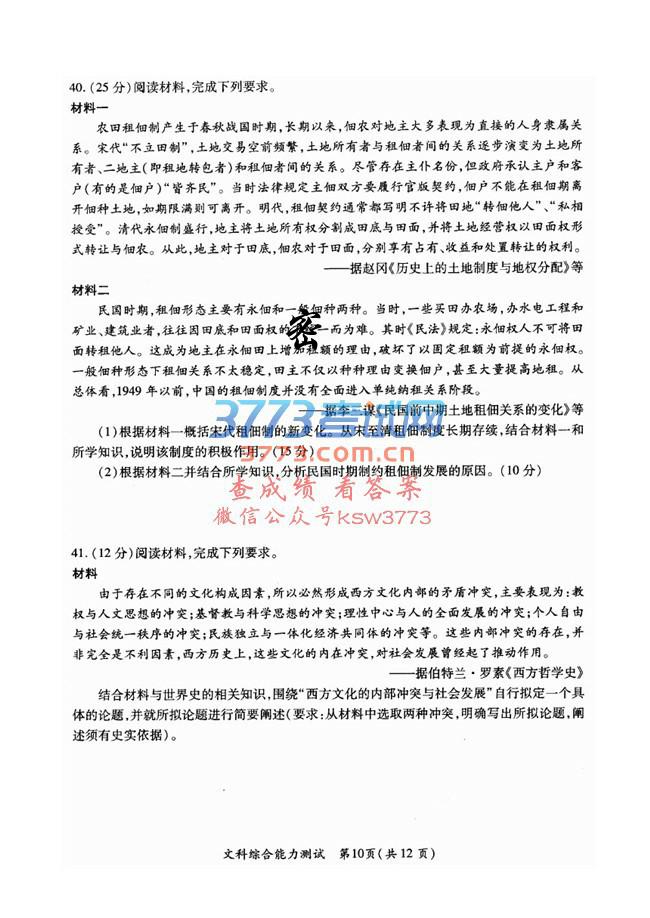 40.(25 分)阅读材料,完成下列要求。
材料一
农田租佃制产生于春秋战国时期,长期以来,佃农对地主大多表现为直接的人身隶属关
系。宋代“不立田制”,土地交易空前频繁,土地所有者与租佃者间的关系逐步演变为土地所
有者、二地主(即租地转包者)和租佃者间的关系。尽管存在主仆名份,但政府承认主户和客
户(有的是佃户)“皆齐民”。当时法律规定主佃双方要履行官版契约,佃户不能在租佃期离
开佃种土地,如期限满则可离开。明代,租佃契约通常都写明不许将田地“转佃他人”、“私相
授受”。清代永佃制盛行,地主将土地所有权分割成田底与田面,并将土地经营权以田面权形
式转让与佃农。从此,地主对于田底,佃农对于田面,分别享有占有、收益和处置转让的权利。
——据赵冈《历史上的土地制度与地权分配》等
材料二
民国时期,租佃形态主要有永佃和一般佃种两种。当时,一些买田办农场,办水电工程和
矿业、建筑业者,往往因田底和田面权的 一而为难。其时《民法》规定:永佃权人不可将田
面转租他人。这成为地主在永佃田上增加租额的理由,破坏了以固定租额为前提的永佃权。
一般佃种形态下租佃关系不太稳定,田主不仅以种种理由变换佃户,甚至大量提高地租。从
总体看,1949 年以前,中国的租佃制度并没有全面进入单纯纳租关系阶段。
——据李三谋《民国前中期土地租佃关系的变化》等
(1)根据材料一概括宋代租佃制的新变化。从宋至清租佃制度长期存续,结合材料一和
所学知识,说明该制度的积极作用。(15 分)
(2)根据材料二并结合所学知识,分析民国时期制约租佃制发展的原因。(10 分)
密
3773考试网
www.3773.com.cn
查成绩 看答案
微信公众号ksw3773
41.(12 分)阅读材料,完成下列要求。
材料
由于存在不同的文化构成因素,所以必然形成西方文化内部的矛盾冲突,主要表现为:教
权与人文思想的冲突;基督教与科学思想的冲突;理性中心与人的全面发展的冲突;个人自由
与社会统一秩序的冲突;民族独立与一体化经济共同体的冲突等。这些内部冲突的存在,并
非完全是不利因素,西方历史上,这些文化的内在冲突,对社会发展曾经起了推动作用。
——据伯特兰·罗素《西方哲学史》
结合材料与世界史的相关知识,围绕“西方文化的内部冲突与社会发展”自行拟定一个具
体的论题,并就所拟论题进行简要阐述(要求:从材料中选取两种冲突,明确写出所拟论题,阐
述须有史实依据)。
文科综合能力测试 第10页(共 12 页)